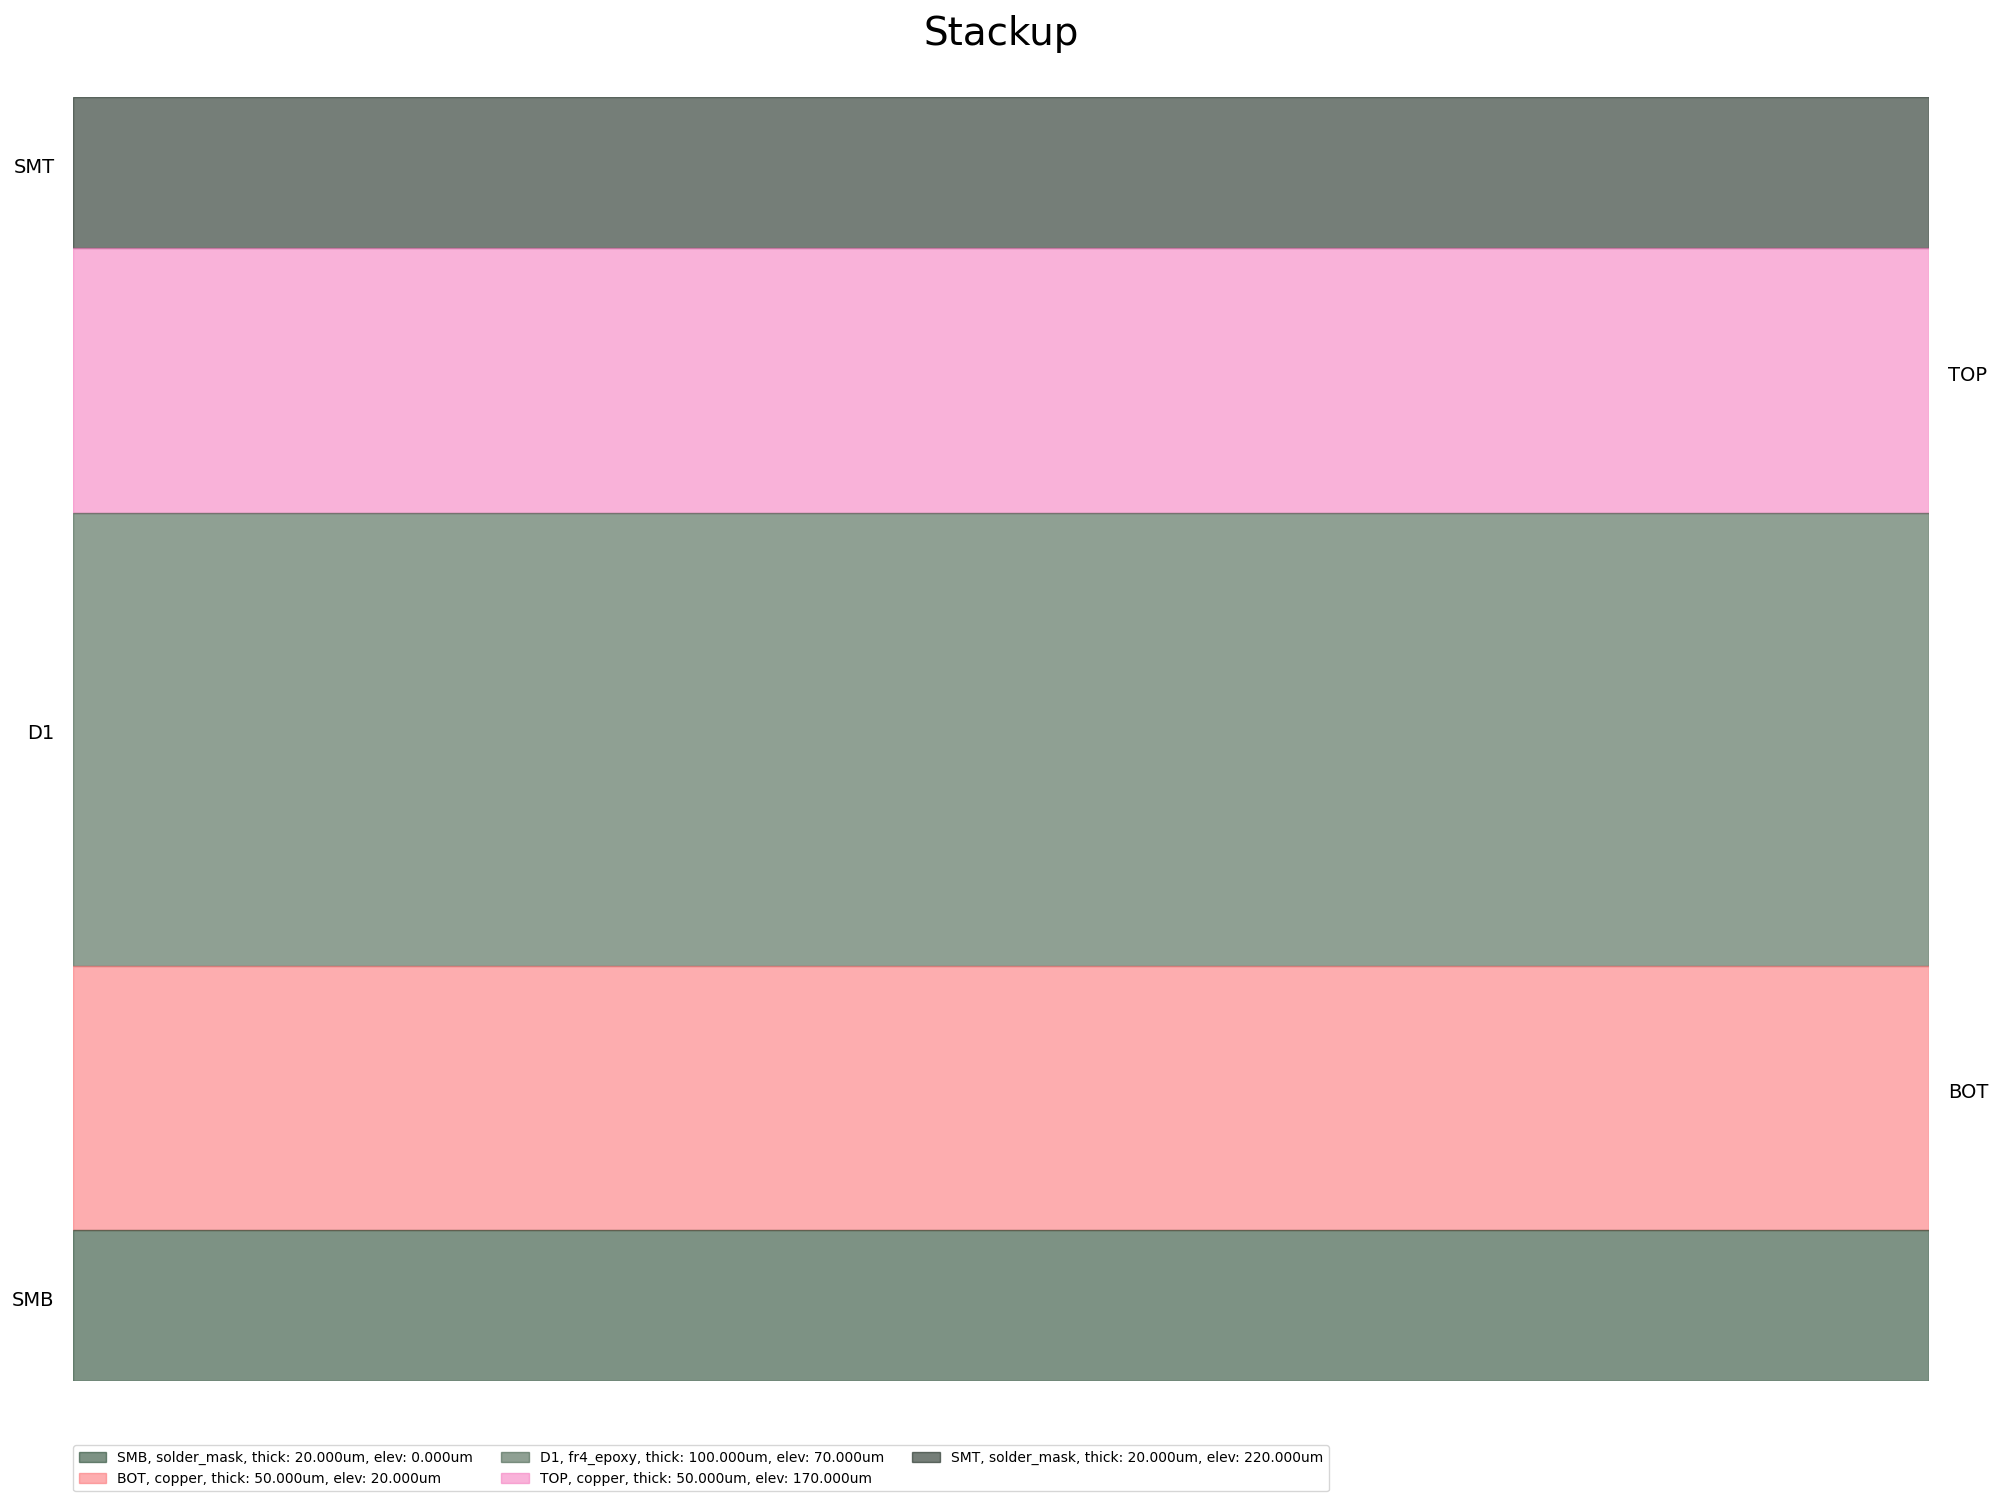 Stackup
SMT
TOP
D1
BOT
SMB
SMB, solder_mask, thick: 20.000um, elev: 0.000um
BOT, copper, thick: 50.000um, elev: 20.000um
D1, fr4_epoxy, thick: 100.000um, elev: 70.000um
TOP, copper, thick: 50.000um, elev: 170.000um
SMT, solder_mask, thick: 20.000um, elev: 220.000um